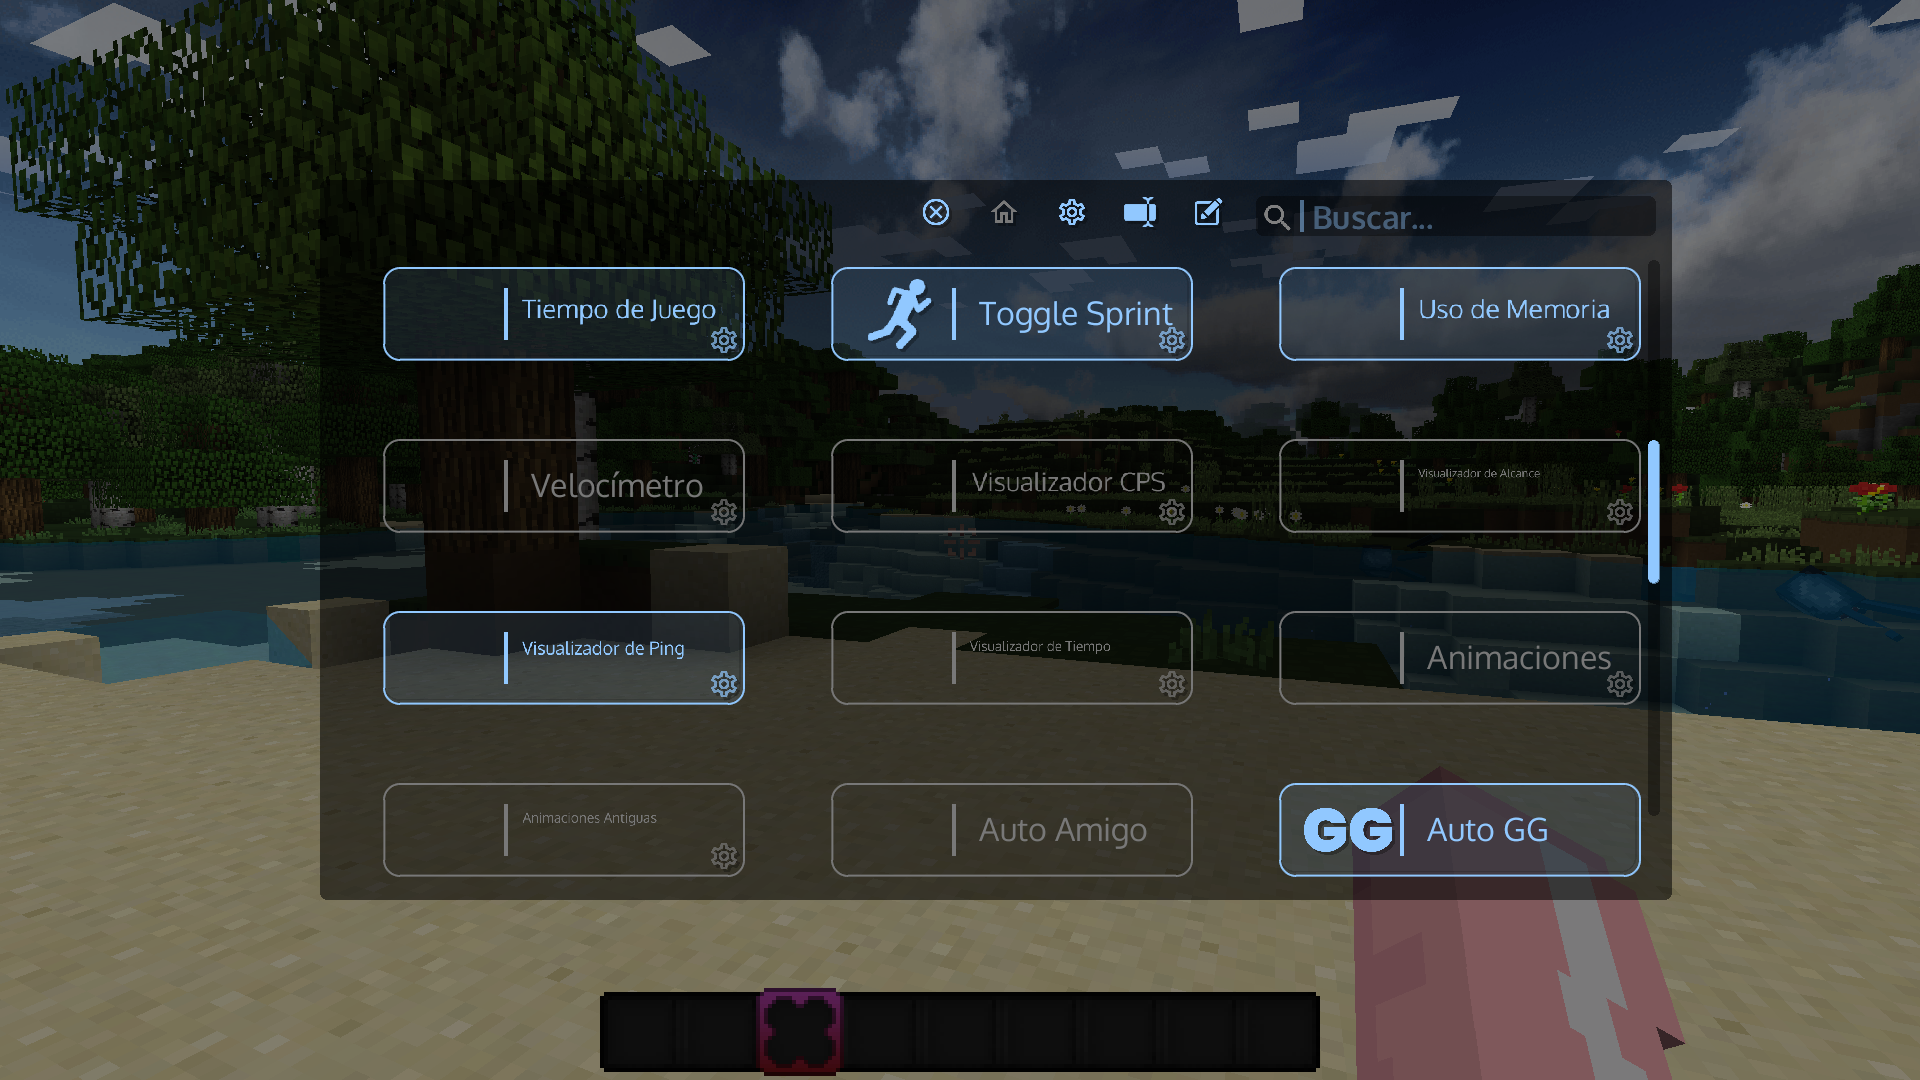 Buscar...
Tiempo de Juego
Toggle Sprint
Uso de Memoria
Velocímetro
Visualizador CPS
Visualizador de Alcance
Visualizador de Ping
Visualizador de Tiempo
Animaciones
Animaciones Antiguas
Auto Amigo
GG Auto GG